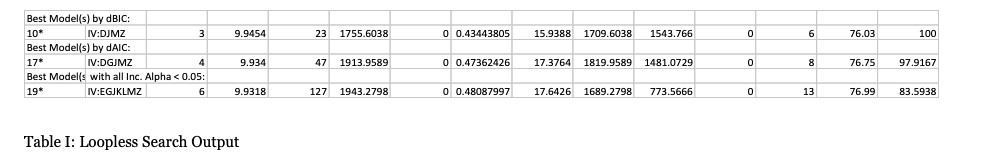 Best Model(s) by dBIC:
10* IV:DJMZ 3 9.9454 23 1755.6038 0 0.43443805 15.9388 1709.6038 1543.766 0 6 76.03 100
Best Model(s) by dAIC:
17* IV:DGJMZ 4 9.934 47 1913.9589 0 0.47362426 17.3764 1819.9589 1481.0729 0 8 76.75 97.9167
Best Model(s with all Inc. Alpha < 0.05:
19* IV:EGJKLMZ 6 9.9318 127 1943.2798 0 0.48087997 17.6426 1689.2798 773.5666 0 13 76.99 83.5938
Table I: Loopless Search Output